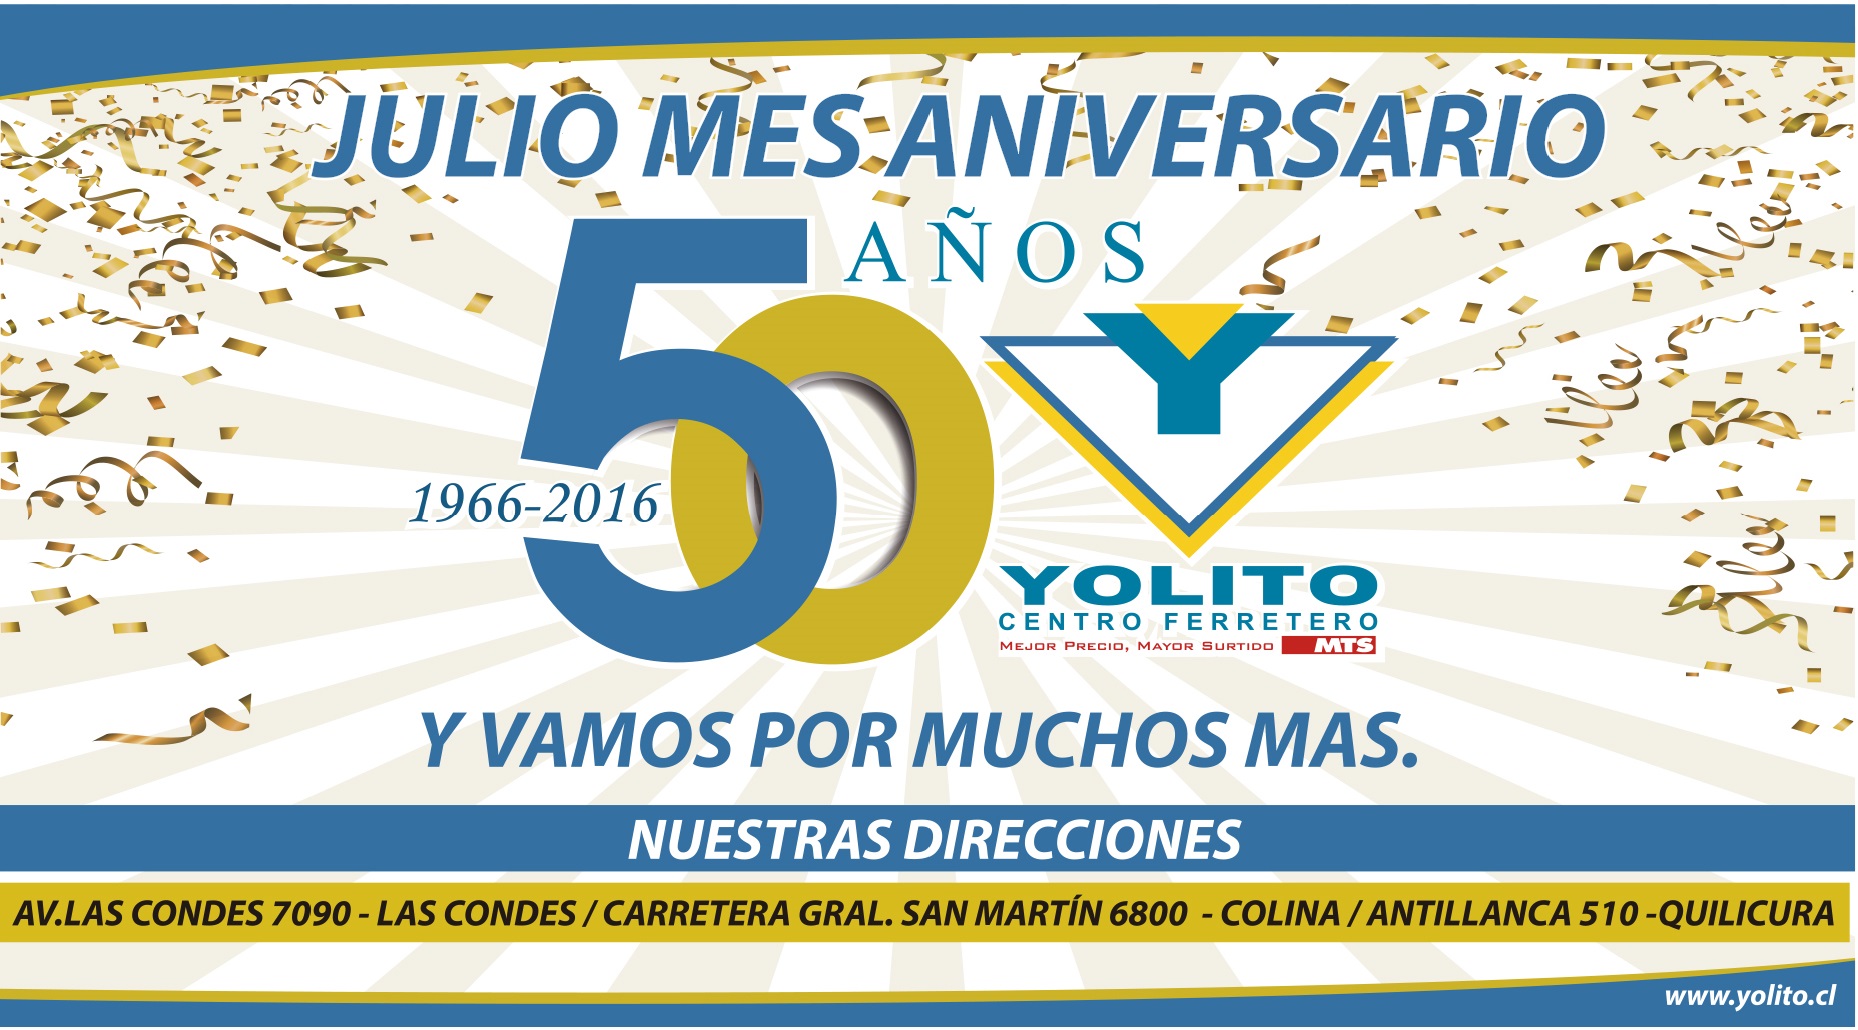 JULIO MES ANIVERSARIO
50 AÑOS
1966-2016
Y
YOLITO
CENTRO FERRETERO
MEJOR PRECIO, MAYOR SURTIDO MTS
Y VAMOS POR MUCHOS MAS.
NUESTRAS DIRECCIONES
AV.LAS CONDES 7090 - LAS CONDES / CARRETERA GRAL. SAN MARTÍN 6800 - COLINA / ANTILLANCA 510 -QUILICURA
www.yolito.cl